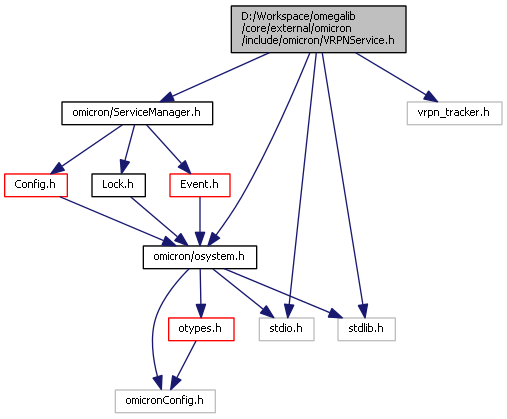 D:/Workspace/omegalib
/core/external/omicron
/include/omicron/VRPNService.h
omicron/ServiceManager.h
vrpn_tracker.h
Config.h
Lock.h
Event.h
omicron/osystem.h
otypes.h
stdio.h
stdlib.h
omicronConfig.h